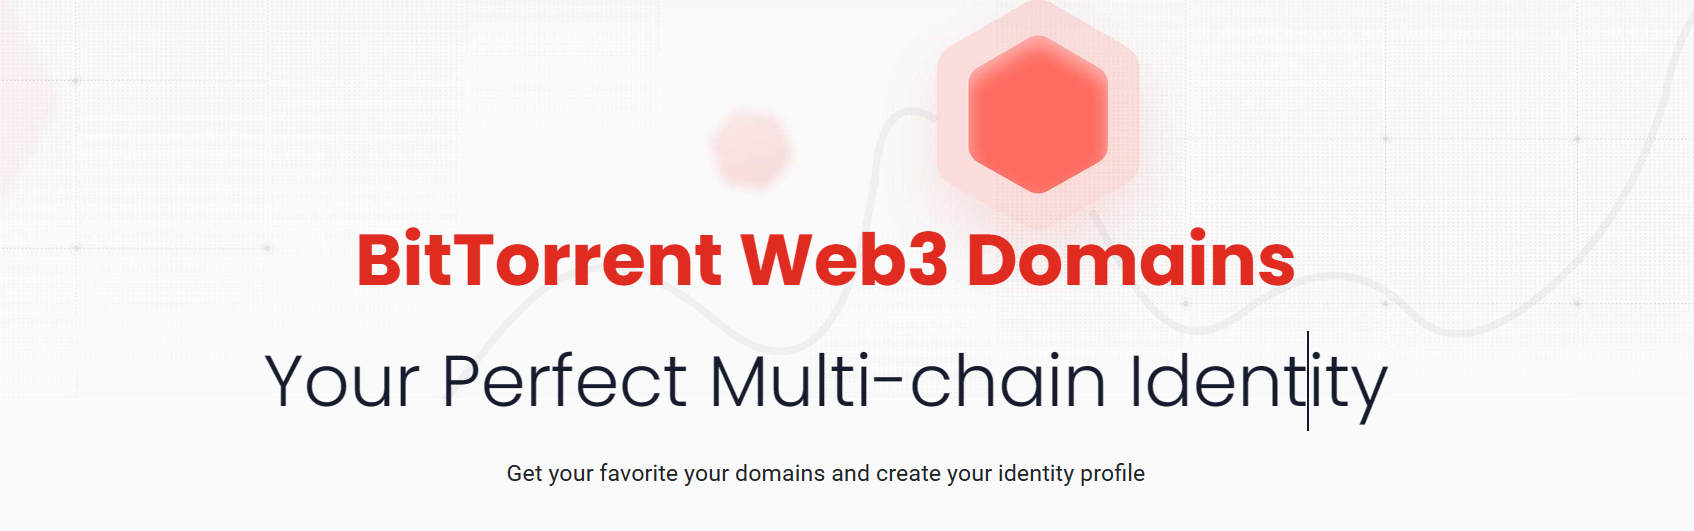 BitTorrent Web3 Domains
Your Perfect Multi-chain Identity
Get your favorite your domains and create your identity profile